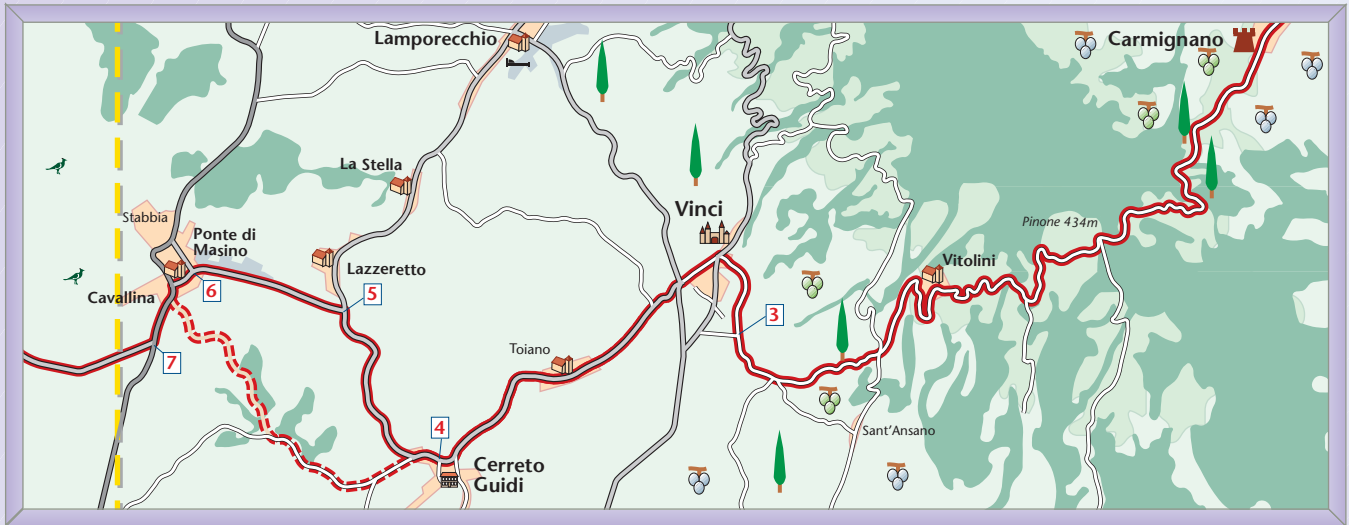 Lamporecchio
Carmignano
La Stella
Stabbia
Vinci
Pinone 434m
Ponte di
Masino
Lazzeretto
Vitolini
Cavallina
6
5
3
7
Toiano
4
Sant'Ansano
Cerreto
Guidi